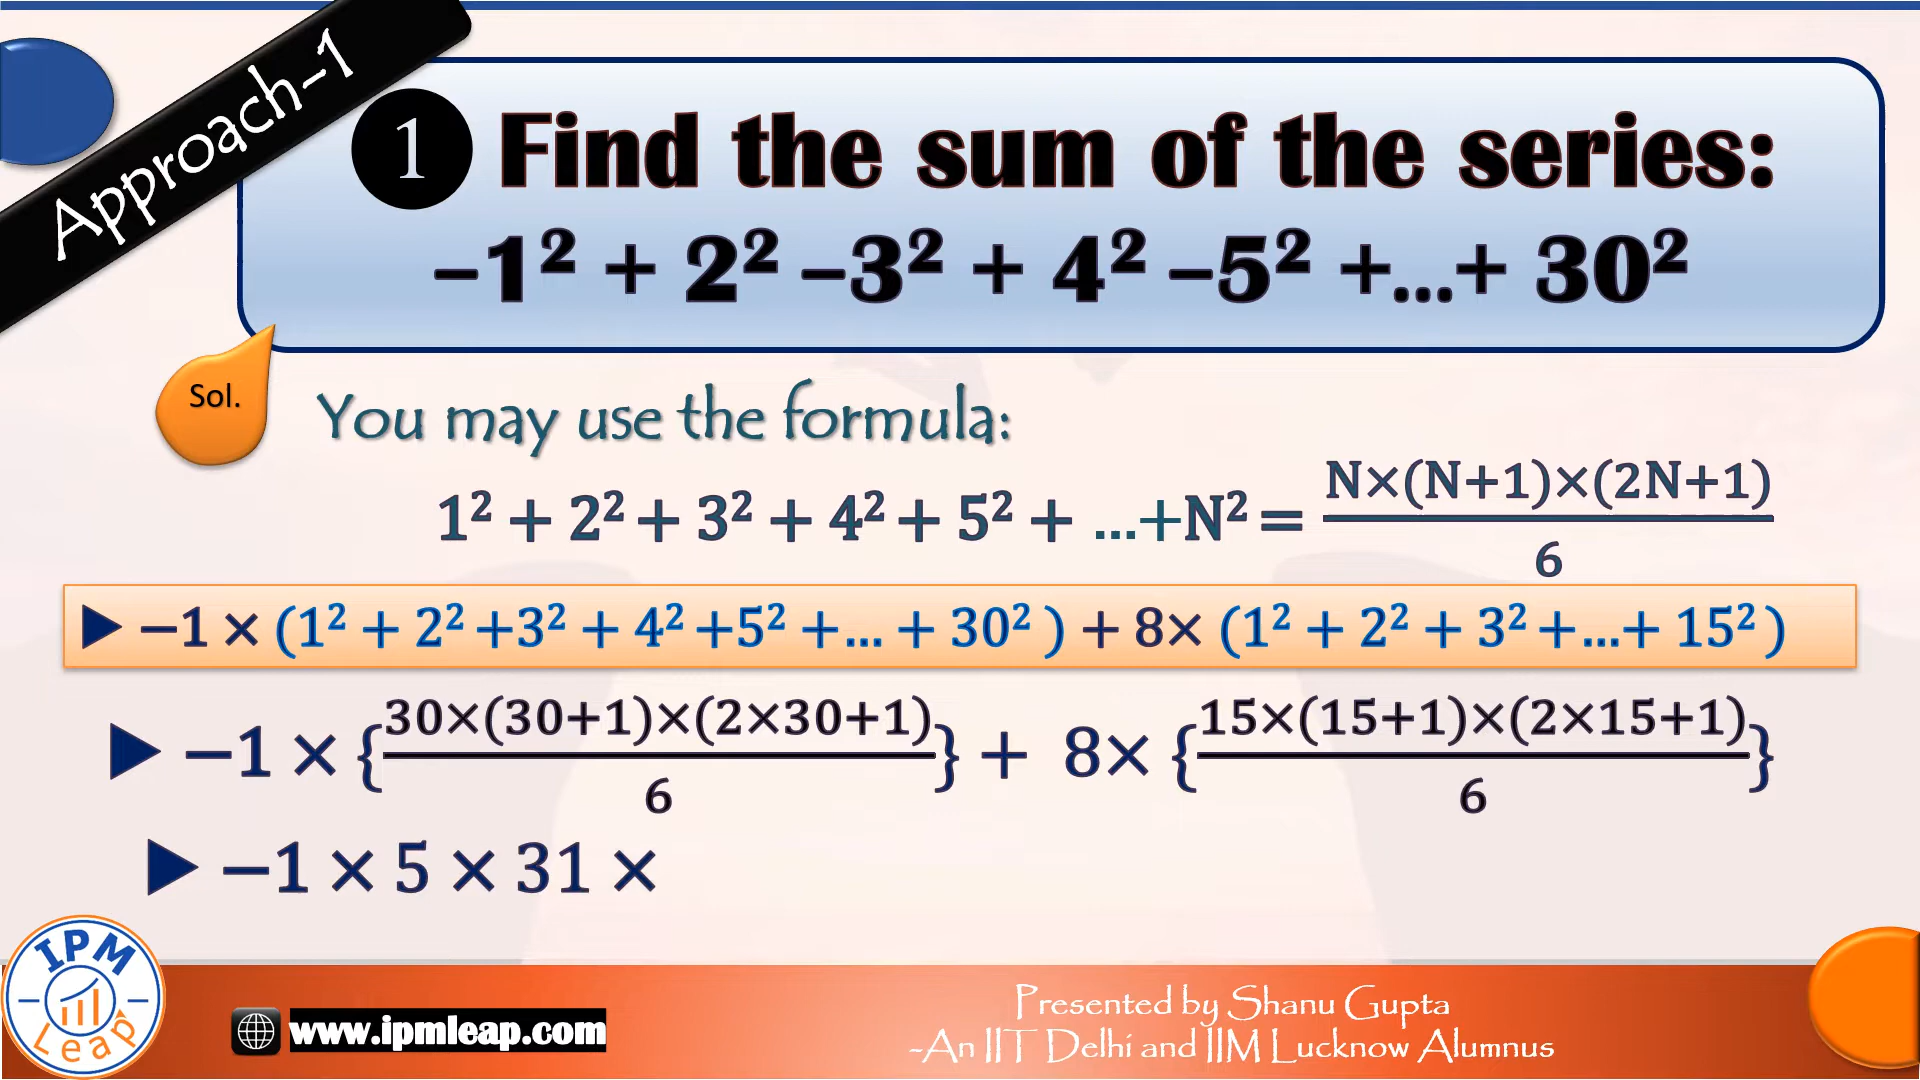 Approach-1
1 Find the sum of the series:
–1² + 2² –3² + 4² –5² +...+ 30²
Sol.
You may use the formula:
1² + 2² + 3² + 4² + 5² + ...+N² = N×(N+1)×(2N+1)
6
▶ −1 × (1² + 2² +3² + 4² +5² +... + 30² ) + 8× (1² + 2² + 3² +...+ 15² )
▶ −1 × {30×(30+1)×(2×30+1)} + 8× {15×(15+1)×(2×15+1)}
6 6
▶ −1 × 5 × 31 ×
IPM
Leap
www.ipmleap.com
Presented by Shanu Gupta
-An IIT Delhi and IIM Lucknow Alumnus